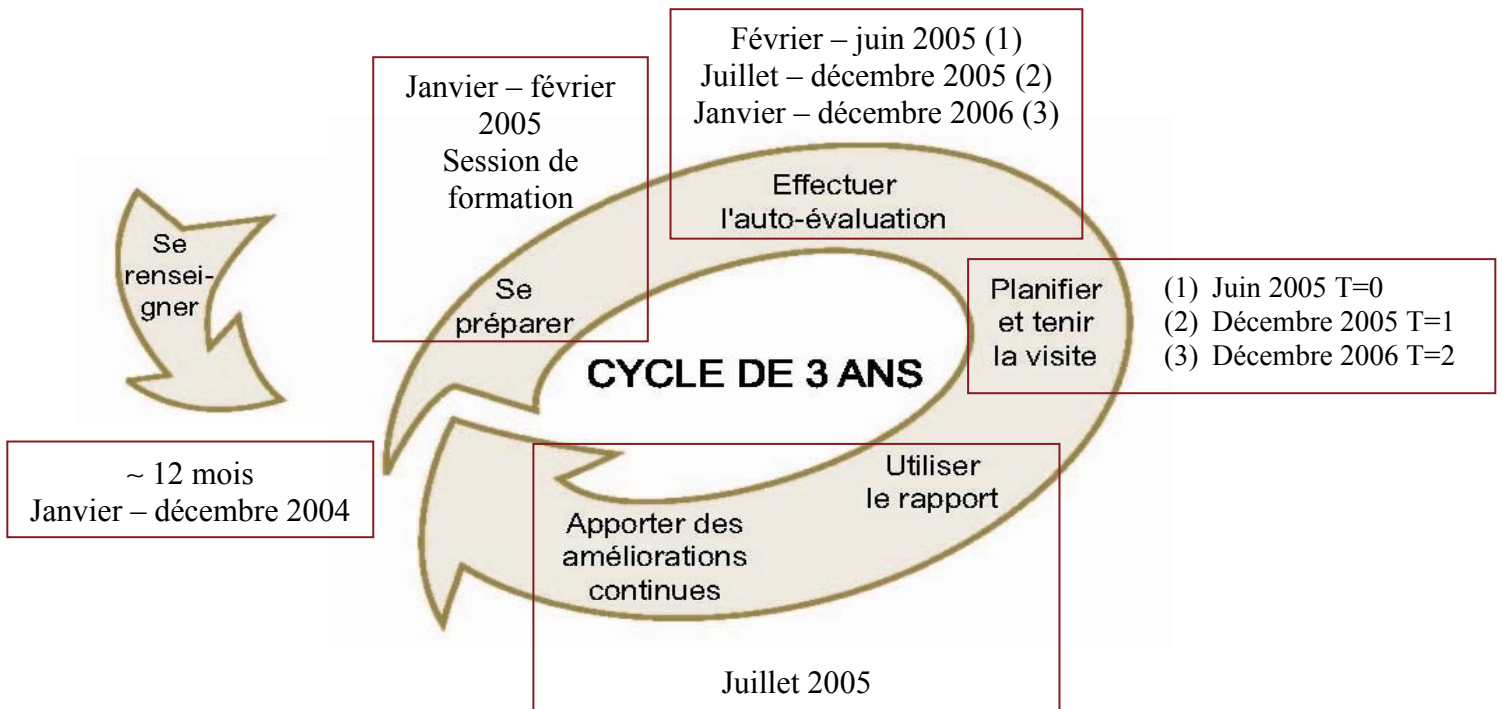 Février – juin 2005 (1)
Juillet – décembre 2005 (2)
Janvier – décembre 2006 (3)
Janvier – février
2005
Session de
formation
Effectuer
l'auto-évaluation
Se
rensei-
gner
Se
préparer
Planifier
et tenir
la visite
(1) Juin 2005 T=0
(2) Décembre 2005 T=1
(3) Décembre 2006 T=2
CYCLE DE 3 ANS
~ 12 mois
Janvier – décembre 2004
Utiliser
le rapport
Apporter des
améliorations
continues
Juillet 2005